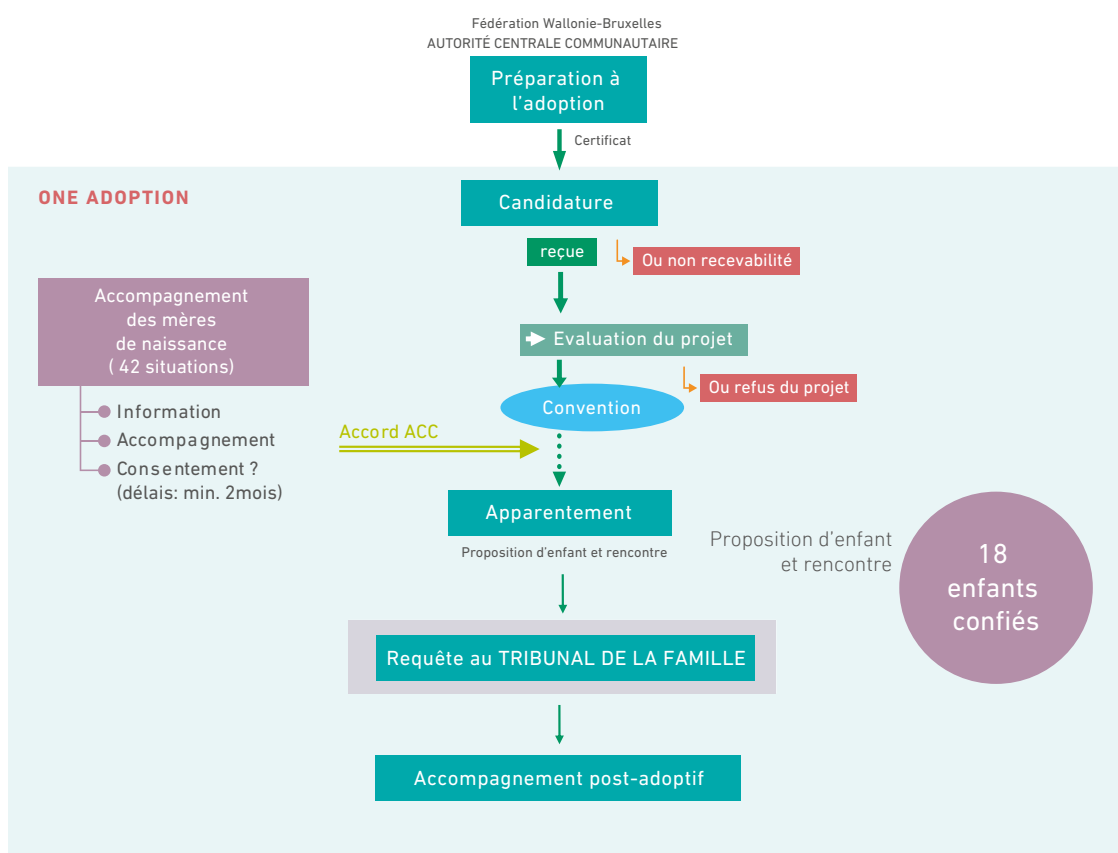 Fédération Wallonie-Bruxelles
AUTORITÉ CENTRALE COMMUNAUTAIRE
Préparation à
l'adoption
Certificat
ONE ADOPTION
Candidature
reçue
Ou non recevabilité
Accompagnement
des mères
de naissance
( 42 situations)
Evaluation du projet
Ou refus du projet
Convention
Information
Accompagnement
Consentement ?
(délais: min. 2mois)
Accord ACC
Apparentement
Proposition d'enfant et rencontre
Proposition d'enfant
et rencontre
18
enfants
confiés
Requête au TRIBUNAL DE LA FAMILLE
Accompagnement post-adoptif